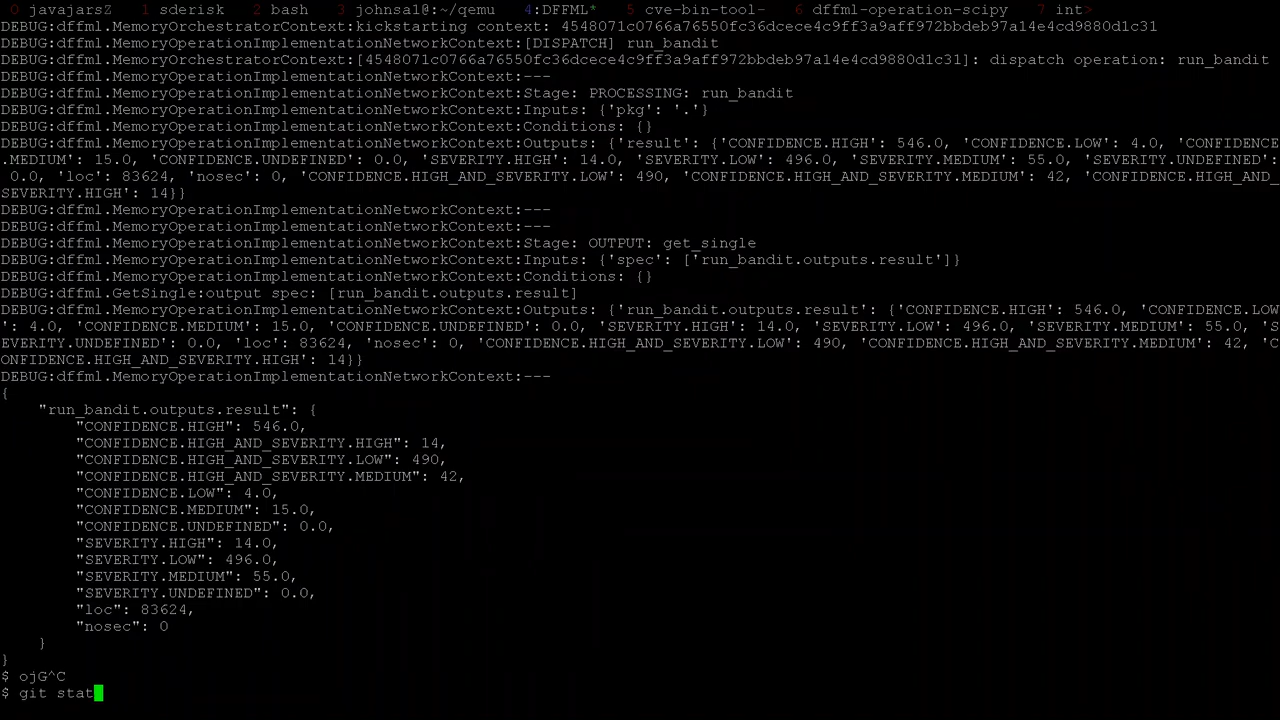 0 javajarsZ  1 sderisk  2 bash  3 johnsa1@:~/qemu  4:DFFML*  5 cve-bin-tool-  6 dffml-operation-scipy  7 int>
DEBUG:dffml.MemoryOrchestratorContext:kickstarting context: 4548071c0766a76550fc36dcece4c9ff3a9aff972bbdeb97a14e4cd9880d1c31
DEBUG:dffml.MemoryOperationImplementationNetworkContext:[DISPATCH] run_bandit
DEBUG:dffml.MemoryOrchestratorContext:[4548071c0766a76550fc36dcece4c9ff3a9aff972bbdeb97a14e4cd9880d1c31]: dispatch operation: run_bandit
DEBUG:dffml.MemoryOperationImplementationNetworkContext:---
DEBUG:dffml.MemoryOperationImplementationNetworkContext:Stage: PROCESSING: run_bandit
DEBUG:dffml.MemoryOperationImplementationNetworkContext:Inputs: {'pkg': '.'}
DEBUG:dffml.MemoryOperationImplementationNetworkContext:Conditions: {}
DEBUG:dffml.MemoryOperationImplementationNetworkContext:Outputs: {'result': {'CONFIDENCE.HIGH': 546.0, 'CONFIDENCE.LOW': 4.0, 'CONFIDENCE
.MEDIUM': 15.0, 'CONFIDENCE.UNDEFINED': 0.0, 'SEVERITY.HIGH': 14.0, 'SEVERITY.LOW': 496.0, 'SEVERITY.MEDIUM': 55.0, 'SEVERITY.UNDEFINED':
 0.0, 'loc': 83624, 'nosec': 0, 'CONFIDENCE.HIGH_AND_SEVERITY.LOW': 490, 'CONFIDENCE.HIGH_AND_SEVERITY.MEDIUM': 42, 'CONFIDENCE.HIGH_AND_
SEVERITY.HIGH': 14}}
DEBUG:dffml.MemoryOperationImplementationNetworkContext:---
DEBUG:dffml.MemoryOperationImplementationNetworkContext:---
DEBUG:dffml.MemoryOperationImplementationNetworkContext:Stage: OUTPUT: get_single
DEBUG:dffml.MemoryOperationImplementationNetworkContext:Inputs: {'spec': ['run_bandit.outputs.result']}
DEBUG:dffml.MemoryOperationImplementationNetworkContext:Conditions: {}
DEBUG:dffml.GetSingle:output spec: [run_bandit.outputs.result]
DEBUG:dffml.MemoryOperationImplementationNetworkContext:Outputs: {'run_bandit.outputs.result': {'CONFIDENCE.HIGH': 546.0, 'CONFIDENCE.LOW
': 4.0, 'CONFIDENCE.MEDIUM': 15.0, 'CONFIDENCE.UNDEFINED': 0.0, 'SEVERITY.HIGH': 14.0, 'SEVERITY.LOW': 496.0, 'SEVERITY.MEDIUM': 55.0, 'S
EVERITY.UNDEFINED': 0.0, 'loc': 83624, 'nosec': 0, 'CONFIDENCE.HIGH_AND_SEVERITY.LOW': 490, 'CONFIDENCE.HIGH_AND_SEVERITY.MEDIUM': 42, 'C
ONFIDENCE.HIGH_AND_SEVERITY.HIGH': 14}}
DEBUG:dffml.MemoryOperationImplementationNetworkContext:---
{
    "run_bandit.outputs.result": {
        "CONFIDENCE.HIGH": 546.0,
        "CONFIDENCE.HIGH_AND_SEVERITY.HIGH": 14,
        "CONFIDENCE.HIGH_AND_SEVERITY.LOW": 490,
        "CONFIDENCE.HIGH_AND_SEVERITY.MEDIUM": 42,
        "CONFIDENCE.LOW": 4.0,
        "CONFIDENCE.MEDIUM": 15.0,
        "CONFIDENCE.UNDEFINED": 0.0,
        "SEVERITY.HIGH": 14.0,
        "SEVERITY.LOW": 496.0,
        "SEVERITY.MEDIUM": 55.0,
        "SEVERITY.UNDEFINED": 0.0,
        "loc": 83624,
        "nosec": 0
    }
}
$ ojG^C
$ git stat